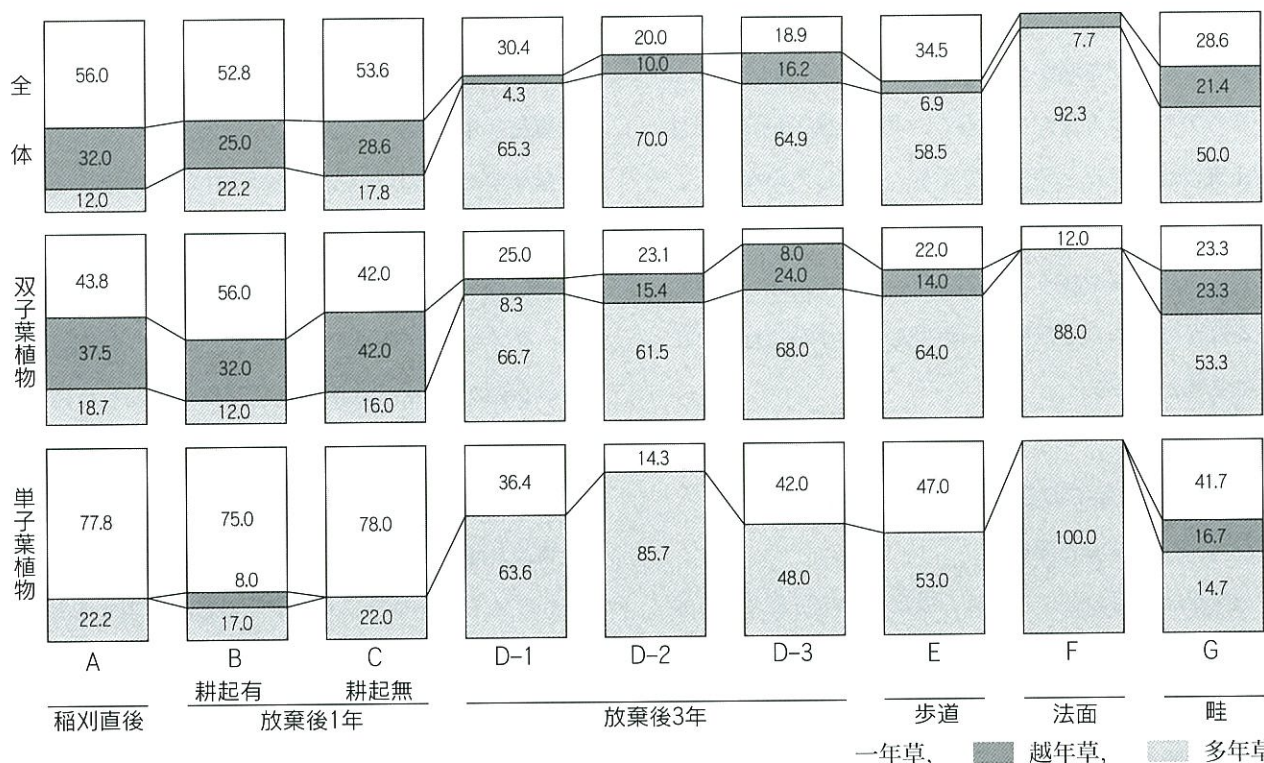 全体
56.0 52.8 53.6 30.4 20.0 18.9 34.5 7.7 28.6
32.0 25.0 28.6 4.3 10.0 16.2 6.9 92.3 21.4
12.0 22.2 17.8 65.3 70.0 64.9 58.5 50.0
双子葉植物
43.8 56.0 42.0 25.0 23.1 8.0 22.0 12.0 23.3
37.5 32.0 42.0 8.3 15.4 24.0 14.0 88.0 23.3
18.7 12.0 16.0 66.7 61.5 68.0 64.0 53.3
単子葉植物
77.8 75.0 78.0 36.4 14.3 42.0 47.0 100.0 41.7
8.0 16.7
22.2 17.0 22.0 63.6 85.7 48.0 53.0 14.7
A B C D-1 D-2 D-3 E F G
耕起有 耕起無
稲刈直後 放棄後1年 放棄後3年 歩道 法面 畦
一年草, 越年草, 多年草